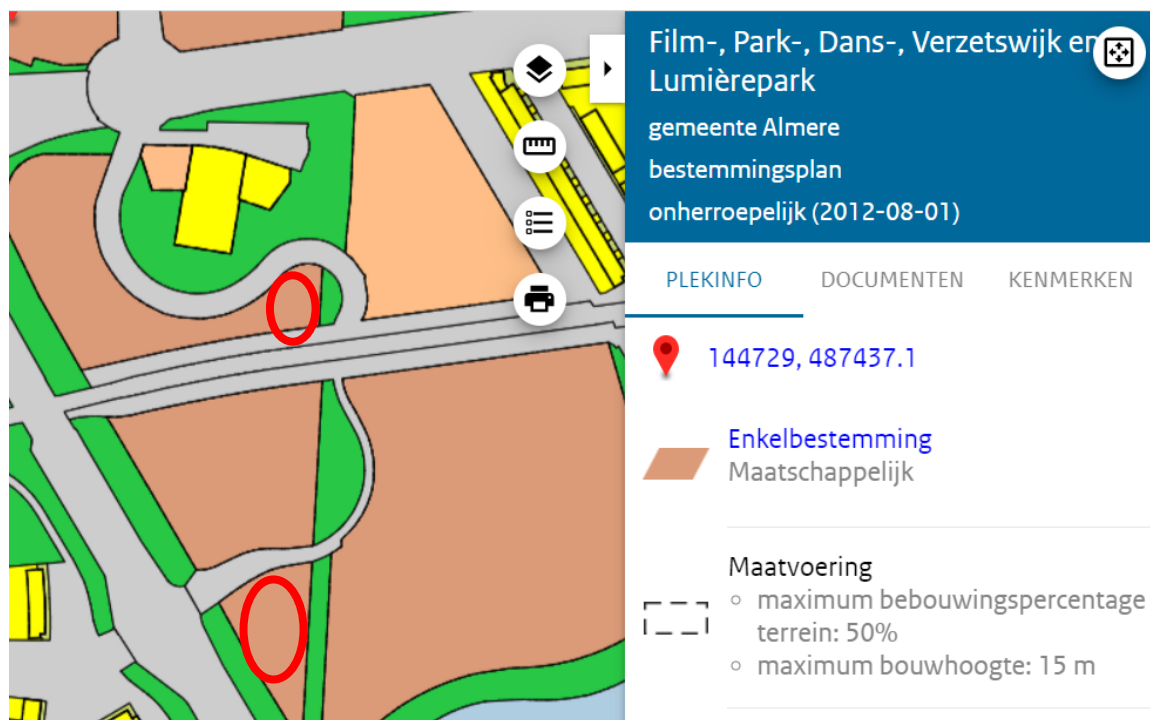 Film-, Park-, Dans-, Verzetswijk en
Lumièrepark
gemeente Almere
bestemmingsplan
onherroepelijk (2012-08-01)
PLEKINFO DOCUMENTEN KENMERKEN
144729, 487437.1
Enkelbestemming
Maatschappelijk
Maatvoering
maximum bebouwingspercentage
terrein: 50%
maximum bouwhoogte: 15 m